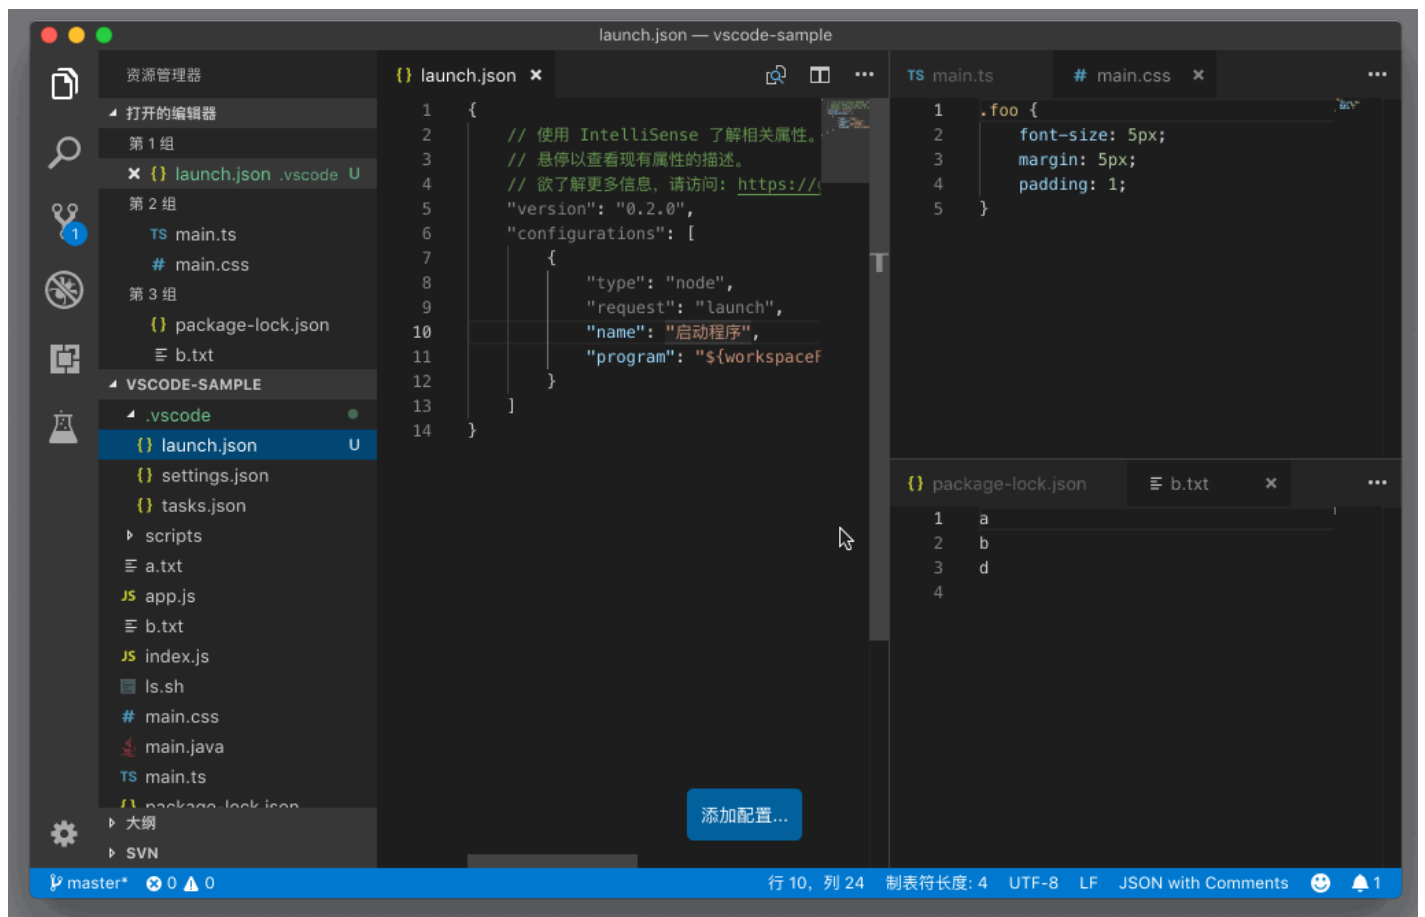 launch.json — vscode-sample
资源管理器
打开的编辑器
第 1 组
{} launch.json .vscode U
第 2 组
TS main.ts
# main.css
第 3 组
{} package-lock.json
b.txt
VSCODE-SAMPLE
.vscode
{} launch.json U
{} settings.json
{} tasks.json
scripts
a.txt
JS app.js
b.txt
JS index.js
ls.sh
# main.css
main.java
TS main.ts
{} package-lock.json
大纲
SVN
1
{} launch.json
1 {
2 // 使用 IntelliSense 了解相关属性。
3 // 悬停以查看现有属性的描述。
4 // 欲了解更多信息，请访问: https://
5 "version": "0.2.0",
6 "configurations": [
7 {
8 "type": "node",
9 "request": "launch",
10 "name": "启动程序",
11 "program": "${workspaceF
12 }
13 ]
14 }
添加配置...
TS main.ts
# main.css
1 .foo {
2 font-size: 5px;
3 margin: 5px;
4 padding: 1;
5 }
{} package-lock.json
b.txt
1 a
2 b
3 d
4
master* 0 0
行 10，列 24 制表符长度: 4 UTF-8 LF JSON with Comments 1